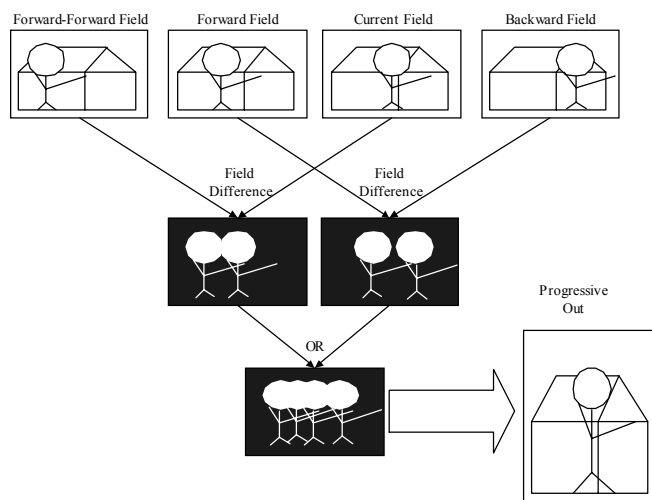 Forward-Forward Field
Forward Field
Current Field
Backward Field
Field
Difference
Field
Difference
Progressive
Out
OR